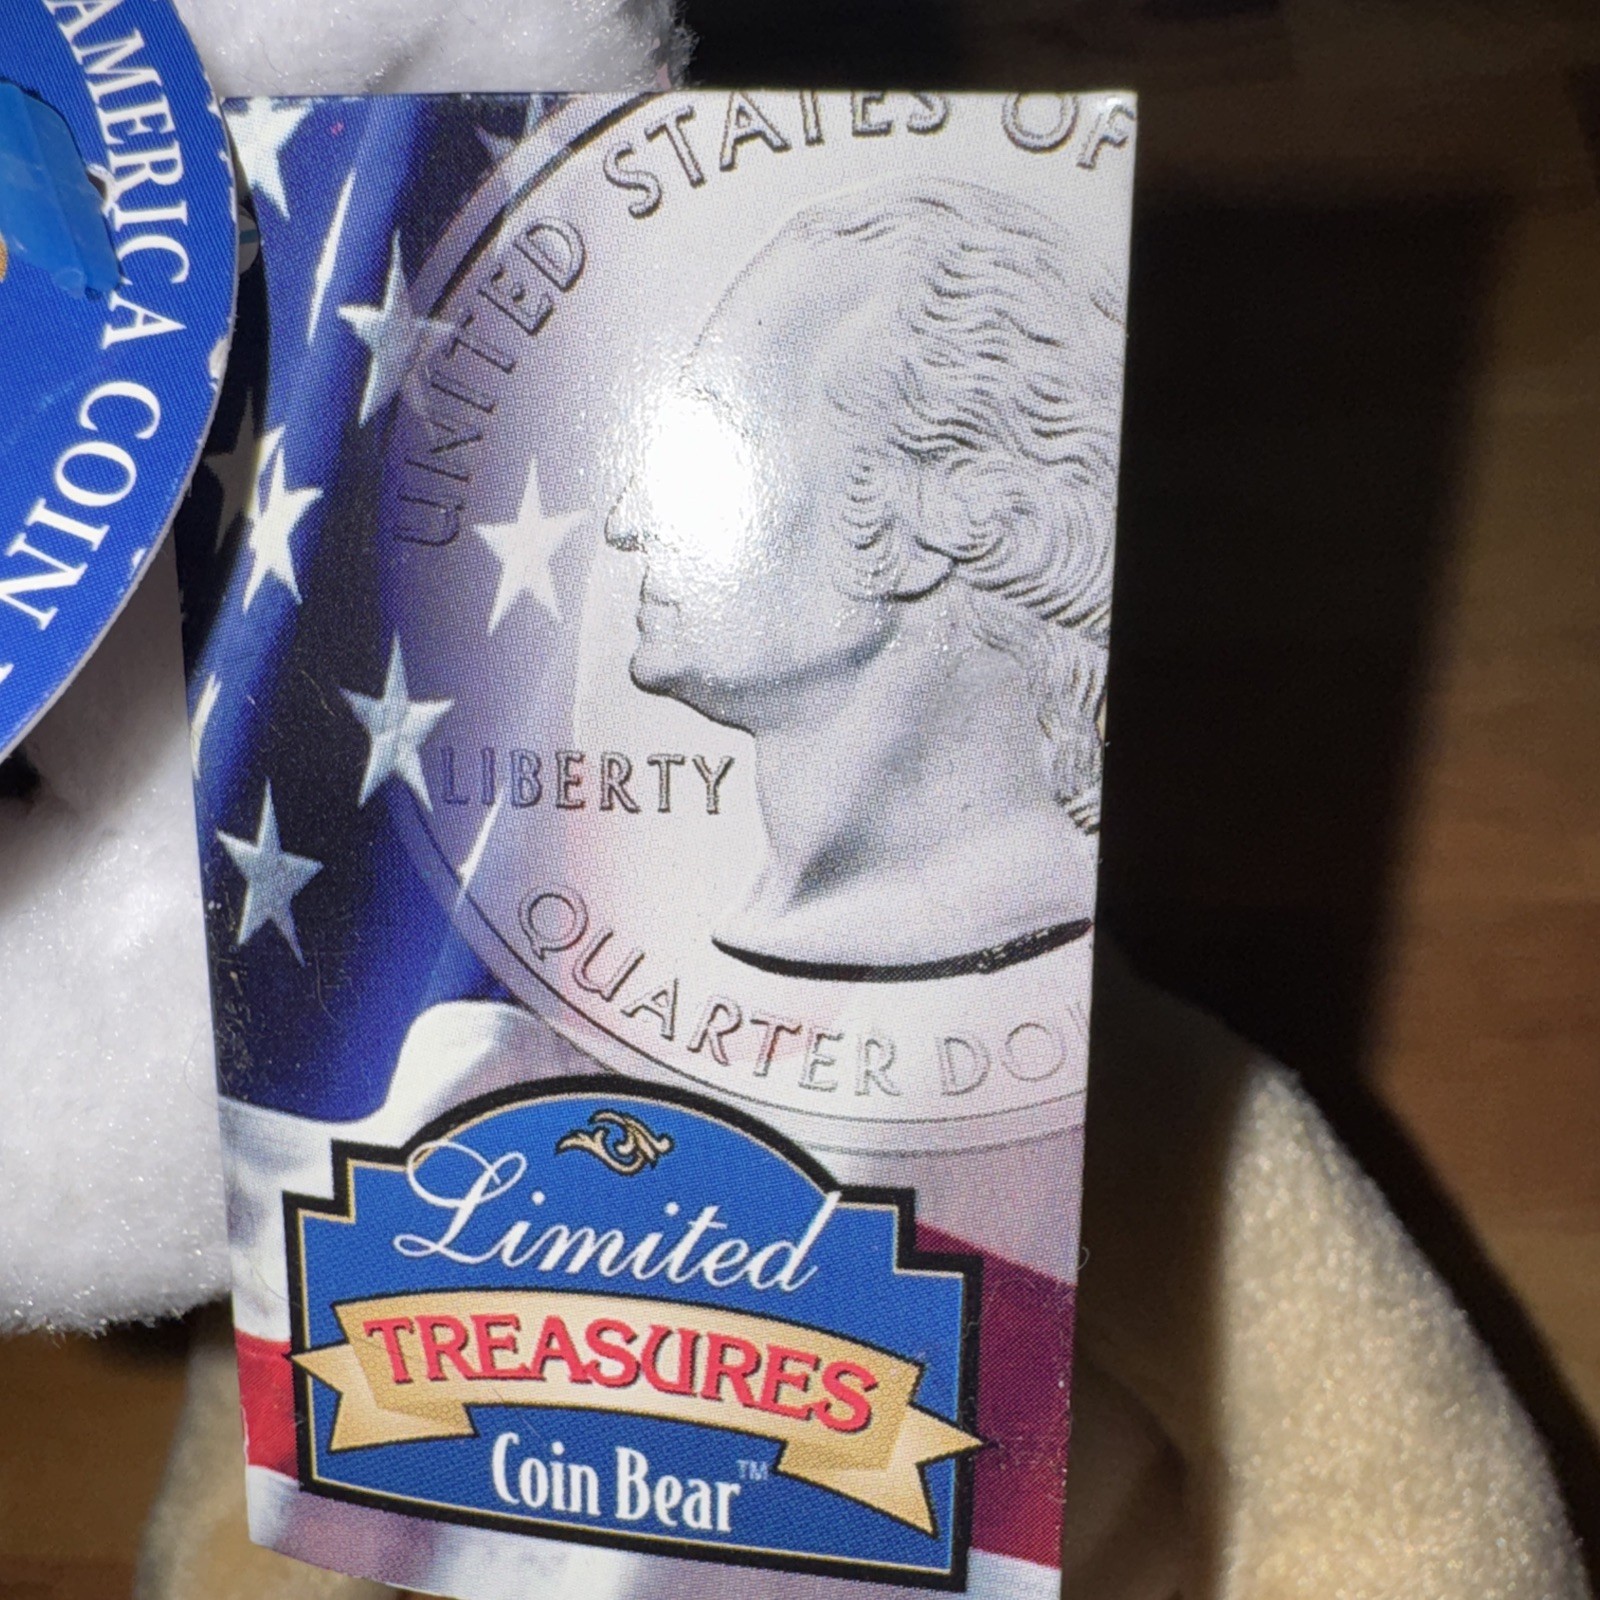 AMERICA COIN
UNITED STATES OF
LIBERTY
QUARTER DO
Limited
TREASURES
Coin Bear™